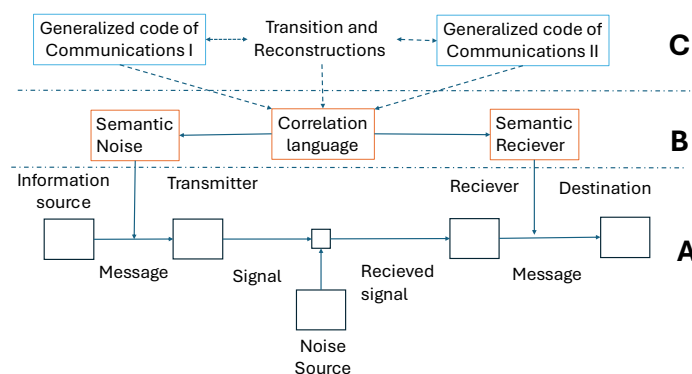 Generalized code of
Communications I
Transition and
Reconstructions
Generalized code of
Communications II
C
Semantic
Noise
Correlation
language
Semantic
Reciever
B
Information
source
Transmitter
Reciever
Destination
A
Message
Signal
Recieved
signal
Message
Noise
Source